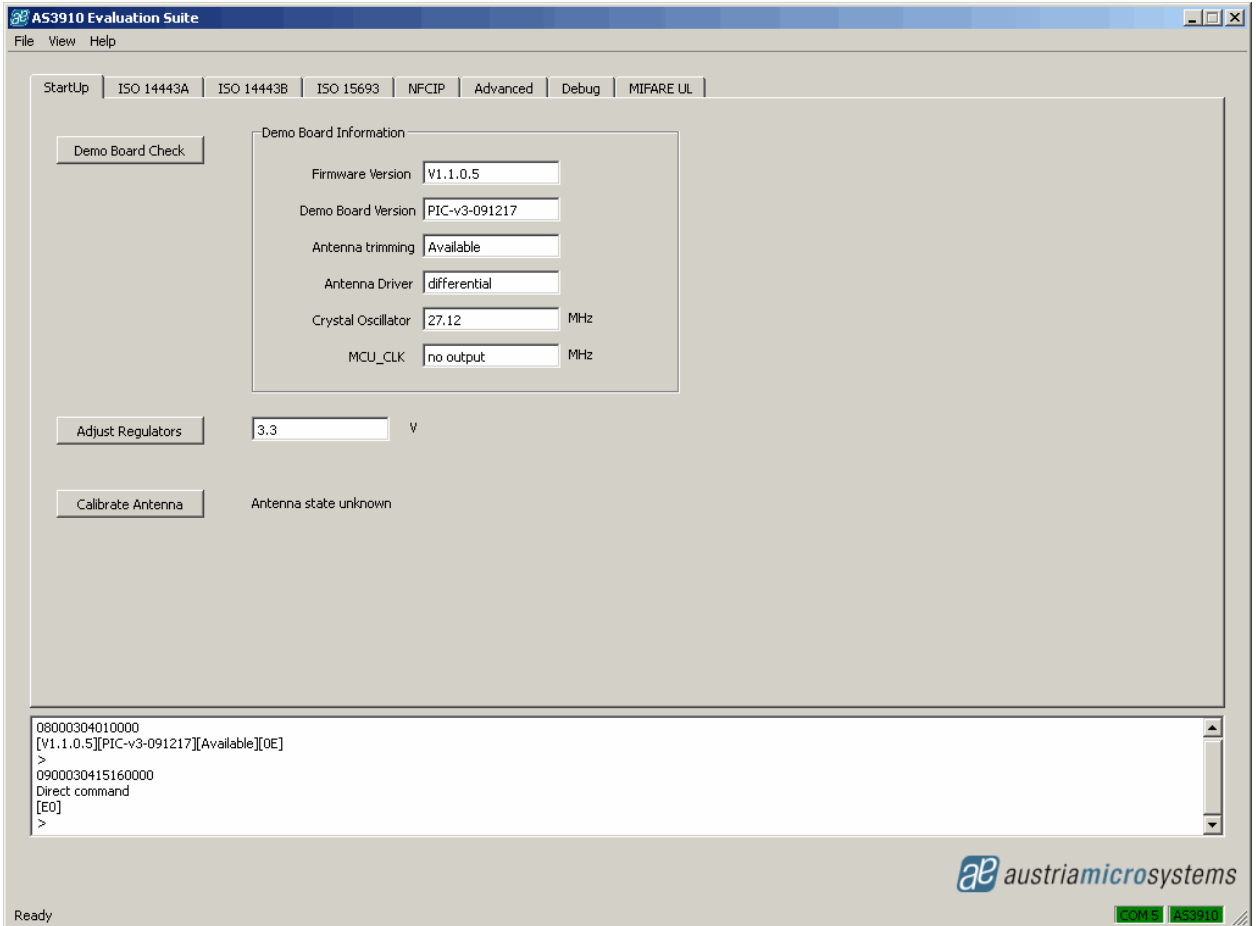 AS3910 Evaluation Suite
File View Help
StartUp ISO 14443A ISO 14443B ISO 15693 NFCIP Advanced Debug MIFARE UL
Demo Board Check
Demo Board Information
Firmware Version V1.1.0.5
Demo Board Version PIC-v3-091217
Antenna trimming Available
Antenna Driver differential
Crystal Oscillator 27.12 MHz
MCU_CLK no output MHz
Adjust Regulators 3.3 V
Calibrate Antenna Antenna state unknown
08000304010000
[V1.1.0.5][PIC-v3-091217][Available][0E]
>
0900030415160000
Direct command
[E0]
>
ae austriamicrosystems
Ready COM 5 AS3910